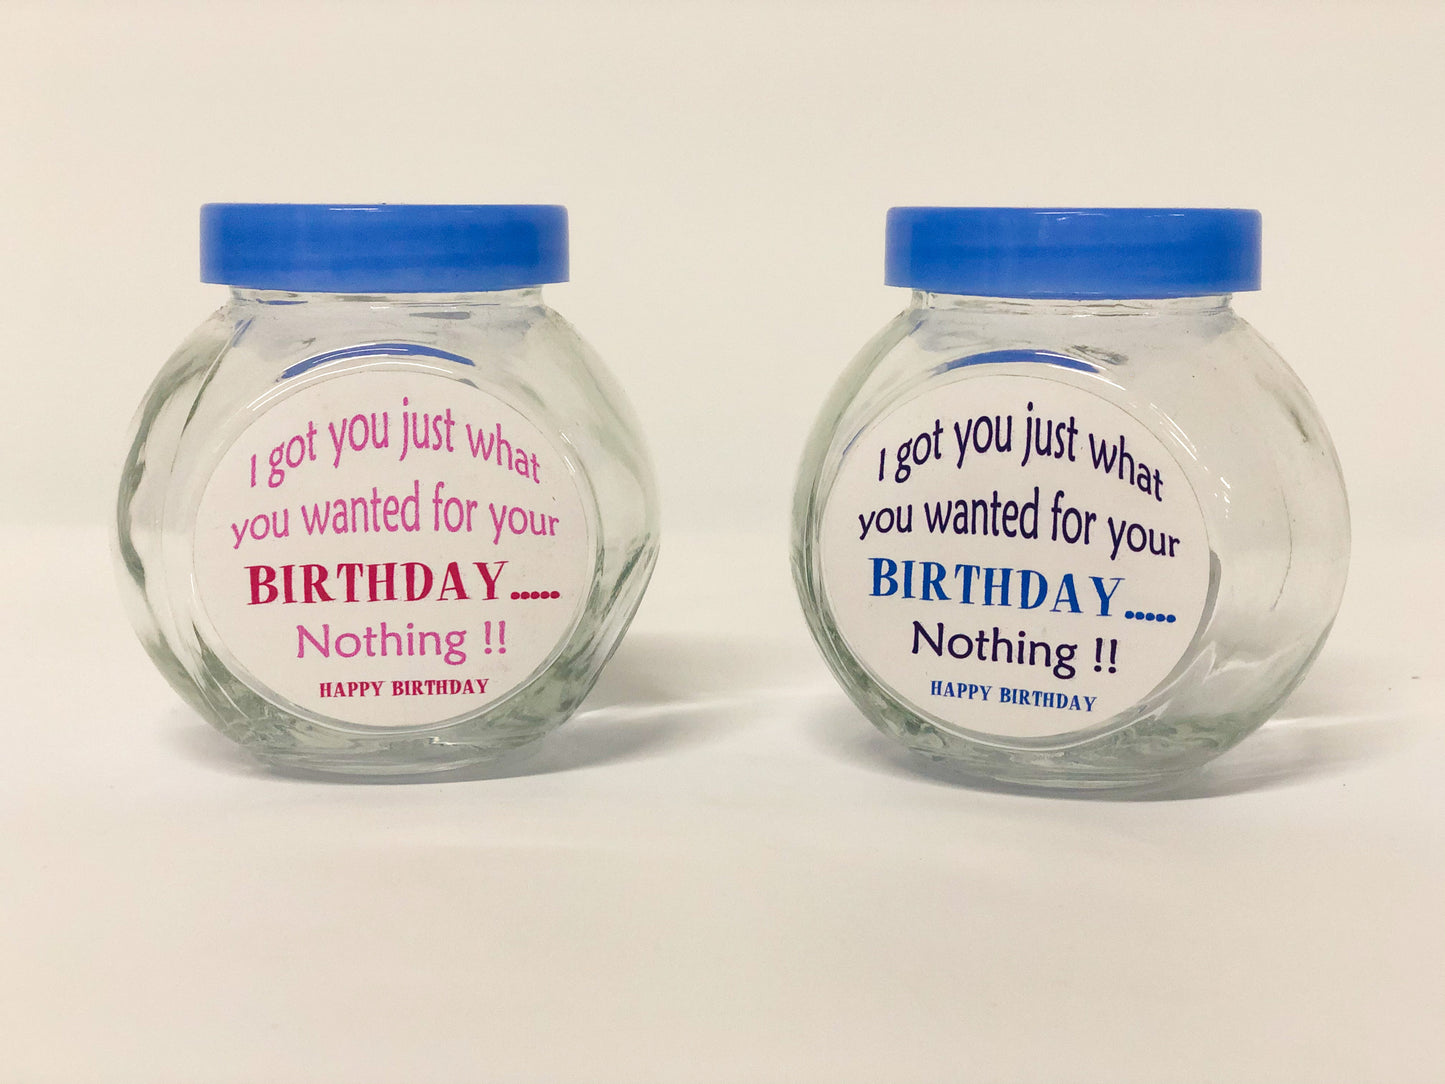 I got you just what
you wanted for your
BIRTHDAY.....
Nothing !!
HAPPY BIRTHDAY
I got you just what
you wanted for your
BIRTHDAY.....
Nothing !!
HAPPY BIRTHDAY